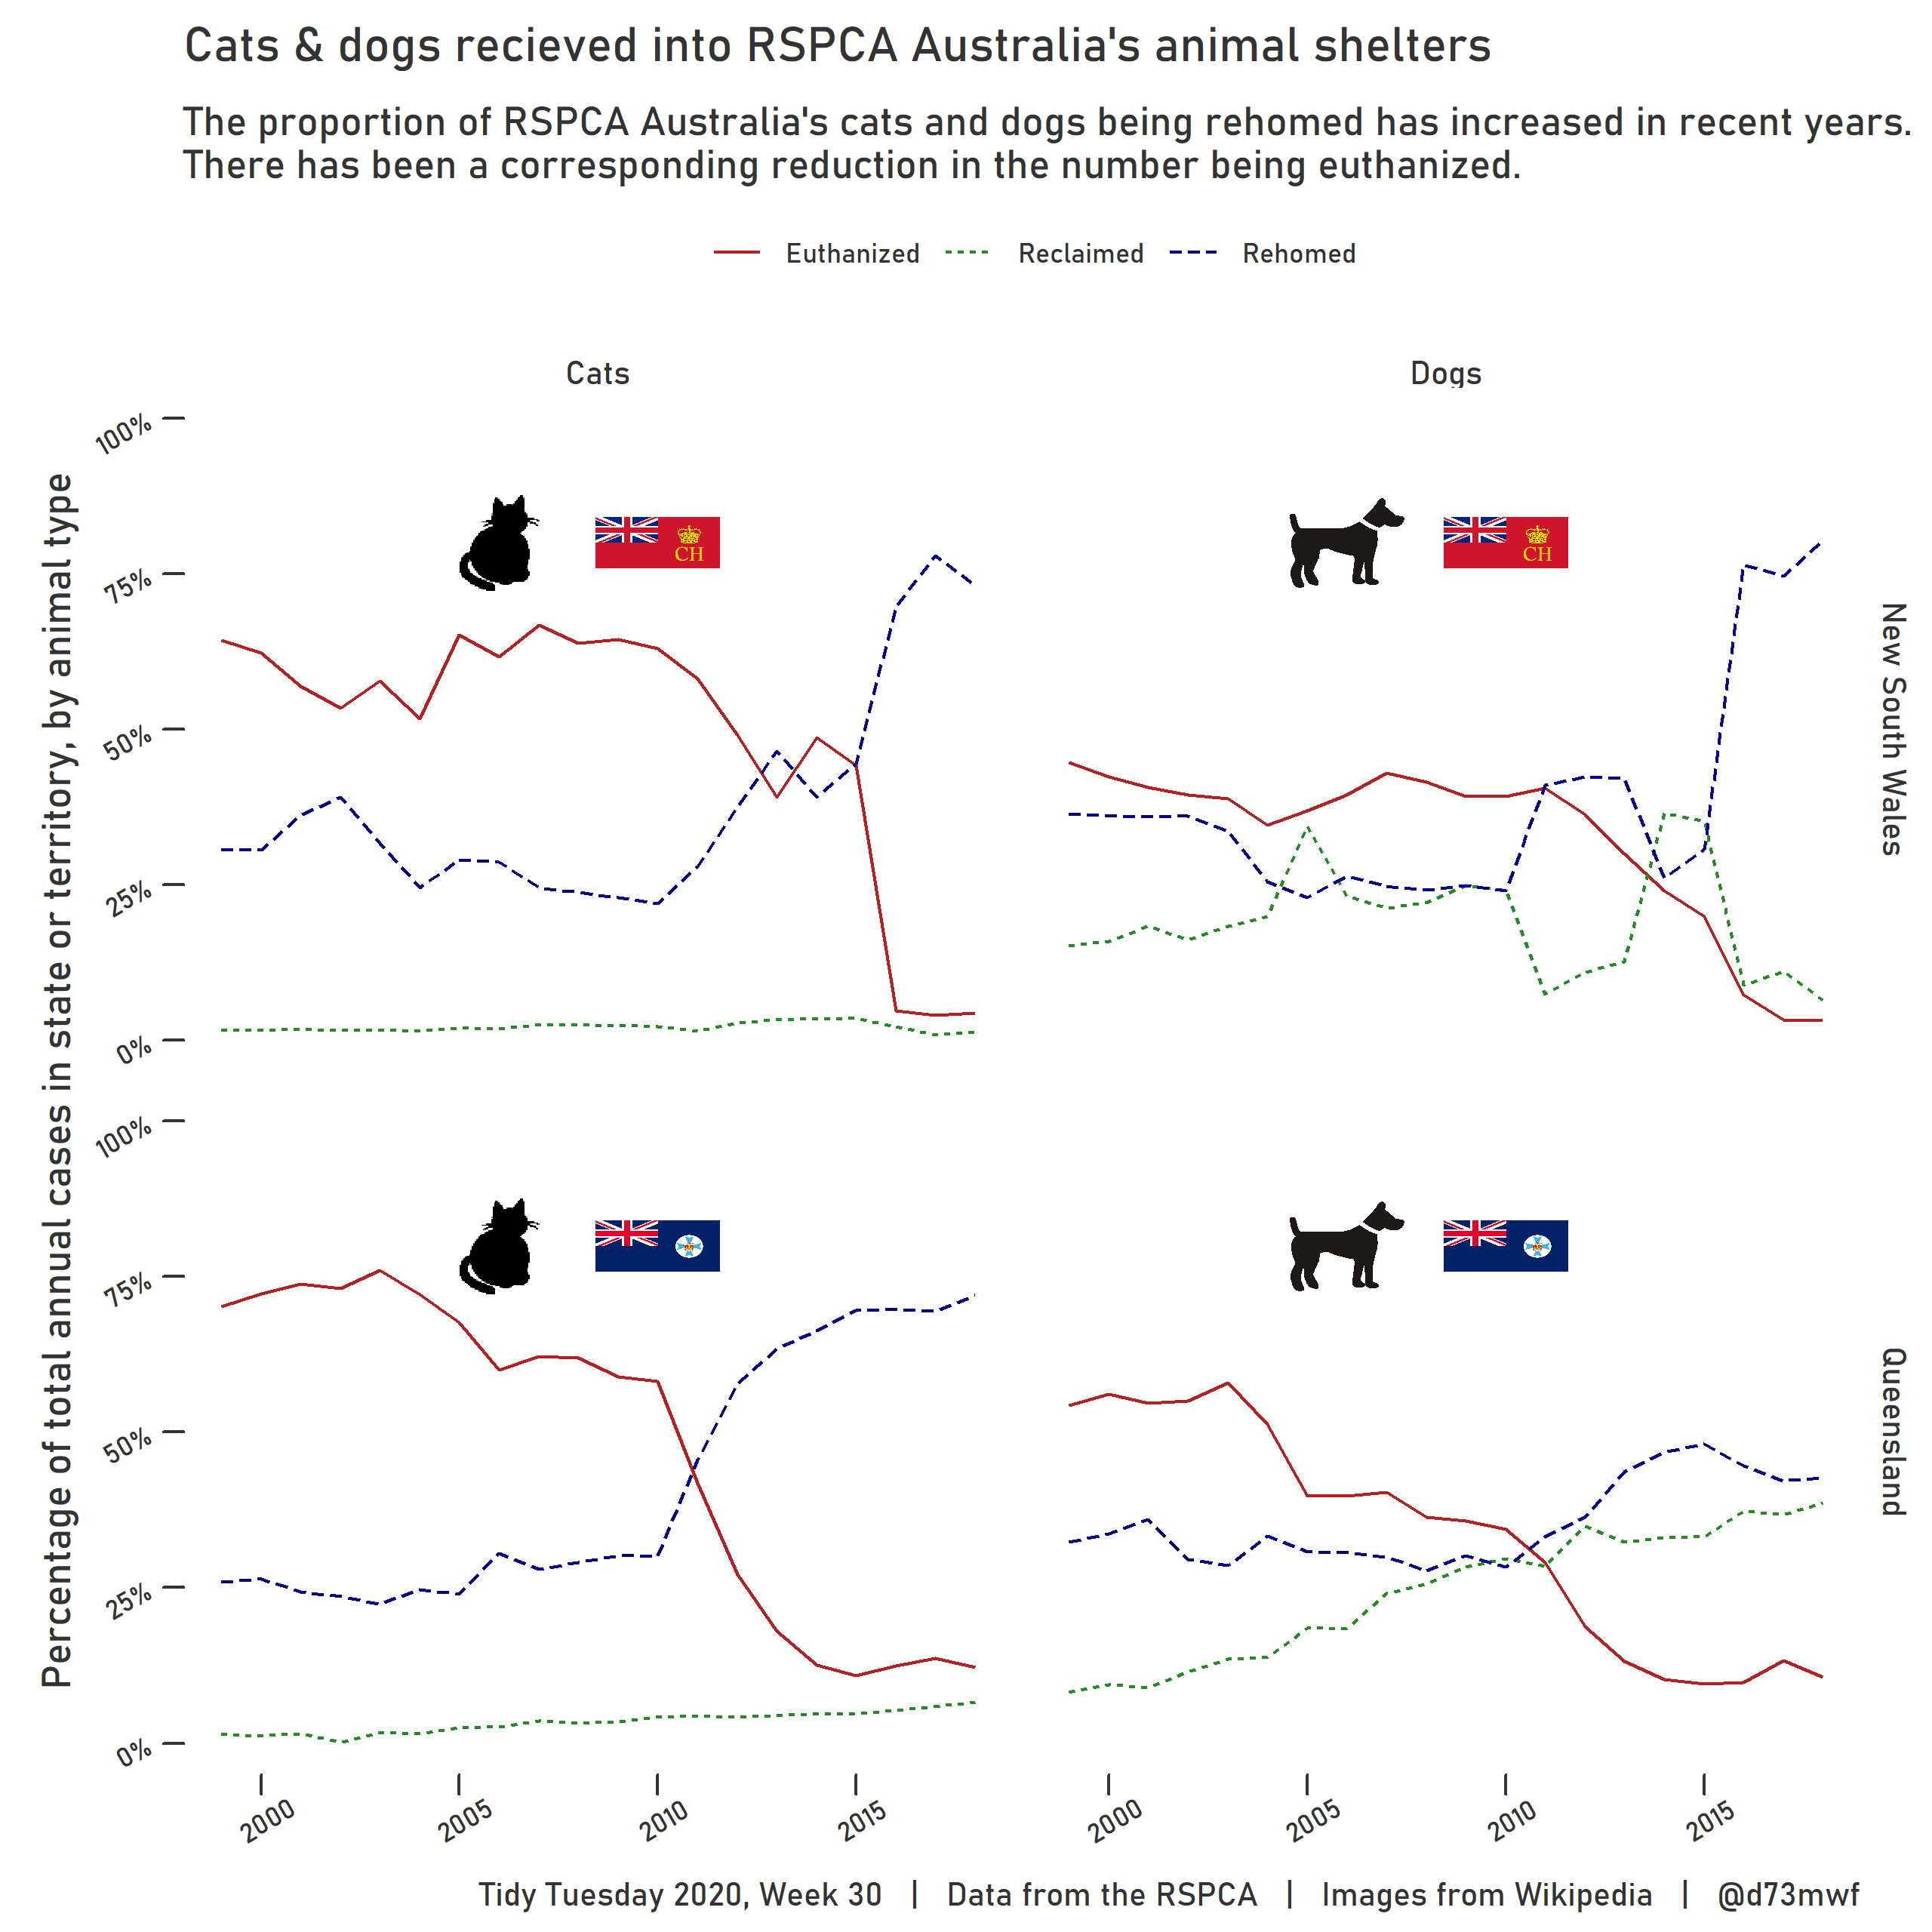 Cats & dogs recieved into RSPCA Australia's animal shelters
The proportion of RSPCA Australia's cats and dogs being rehomed has increased in recent years.
There has been a corresponding reduction in the number being euthanized.
Euthanized Reclaimed Rehomed
Cats Dogs
Percentage of total annual cases in state or territory, by animal type
100%
CH CH
75%
50%
25%
0%
New South Wales
100%
75%
50%
25%
0%
Queensland
2000 2005 2010 2015 2000 2005 2010 2015
Tidy Tuesday 2020, Week 30 | Data from the RSPCA | Images from Wikipedia | @d73mwf